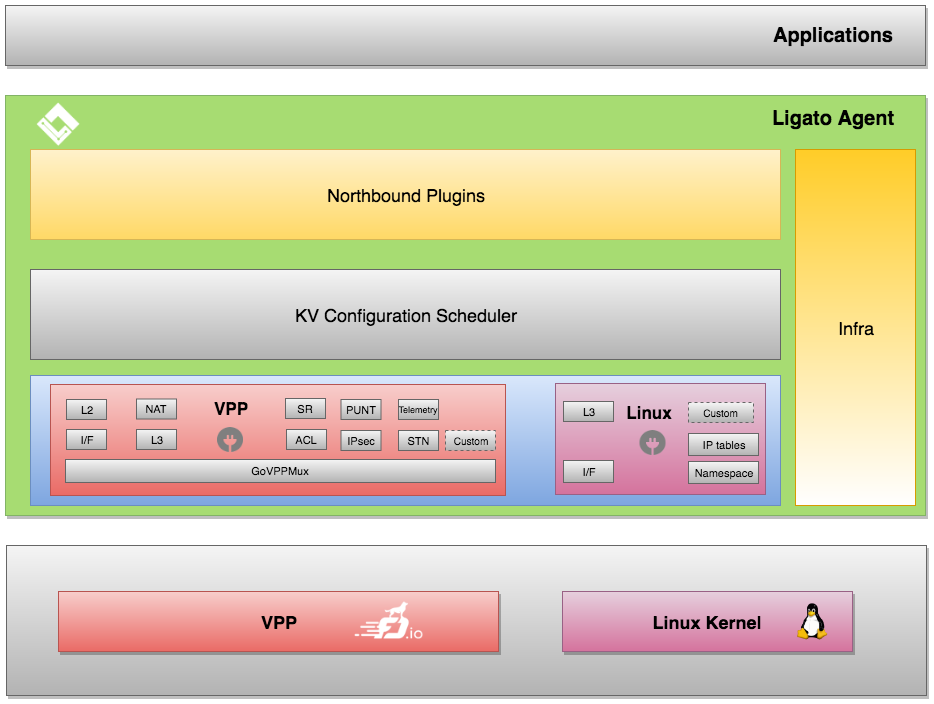 Applications
Ligato Agent
Northbound Plugins
Infra
KV Configuration Scheduler
L2
NAT
VPP
SR
PUNT
Telemetry
I/F
L3
ACL
IPsec
STN
Custom
GoVPPMux
L3
Linux
Custom
IP tables
I/F
Namespace
VPP
FD.io
Linux Kernel